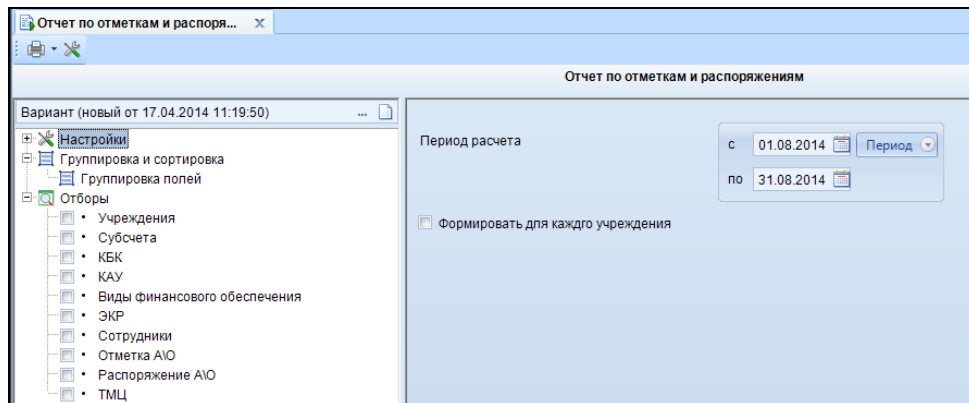 Отчет по отметкам и распоря... x
Отчет по отметкам и распоряжениям
Вариант (новый от 17.04.2014 11:19:50) ...
Настройки
Группировка и сортировка
Группировка полей
Отборы
• Учреждения
• Субсчета
• КБК
• КАУ
• Виды финансового обеспечения
• ЭКР
• Сотрудники
• Отметка А\О
• Распоряжение А\О
• ТМЦ
Период расчета
с 01.08.2014 Период
по 31.08.2014
Формировать для каждго учреждения